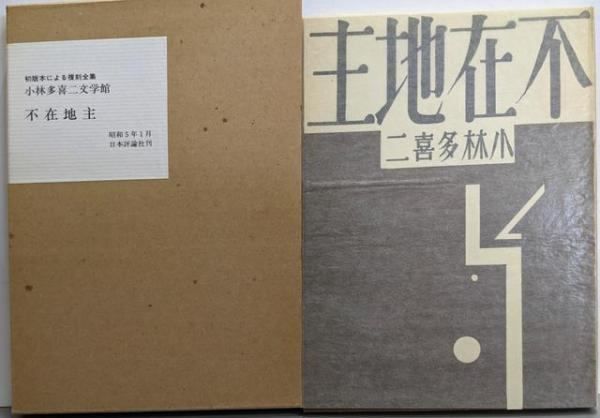 初版本による復刻全集
小林多喜二文学館
不在地主
昭和5年1月
日本評論社刊
不在地主
小林多喜二